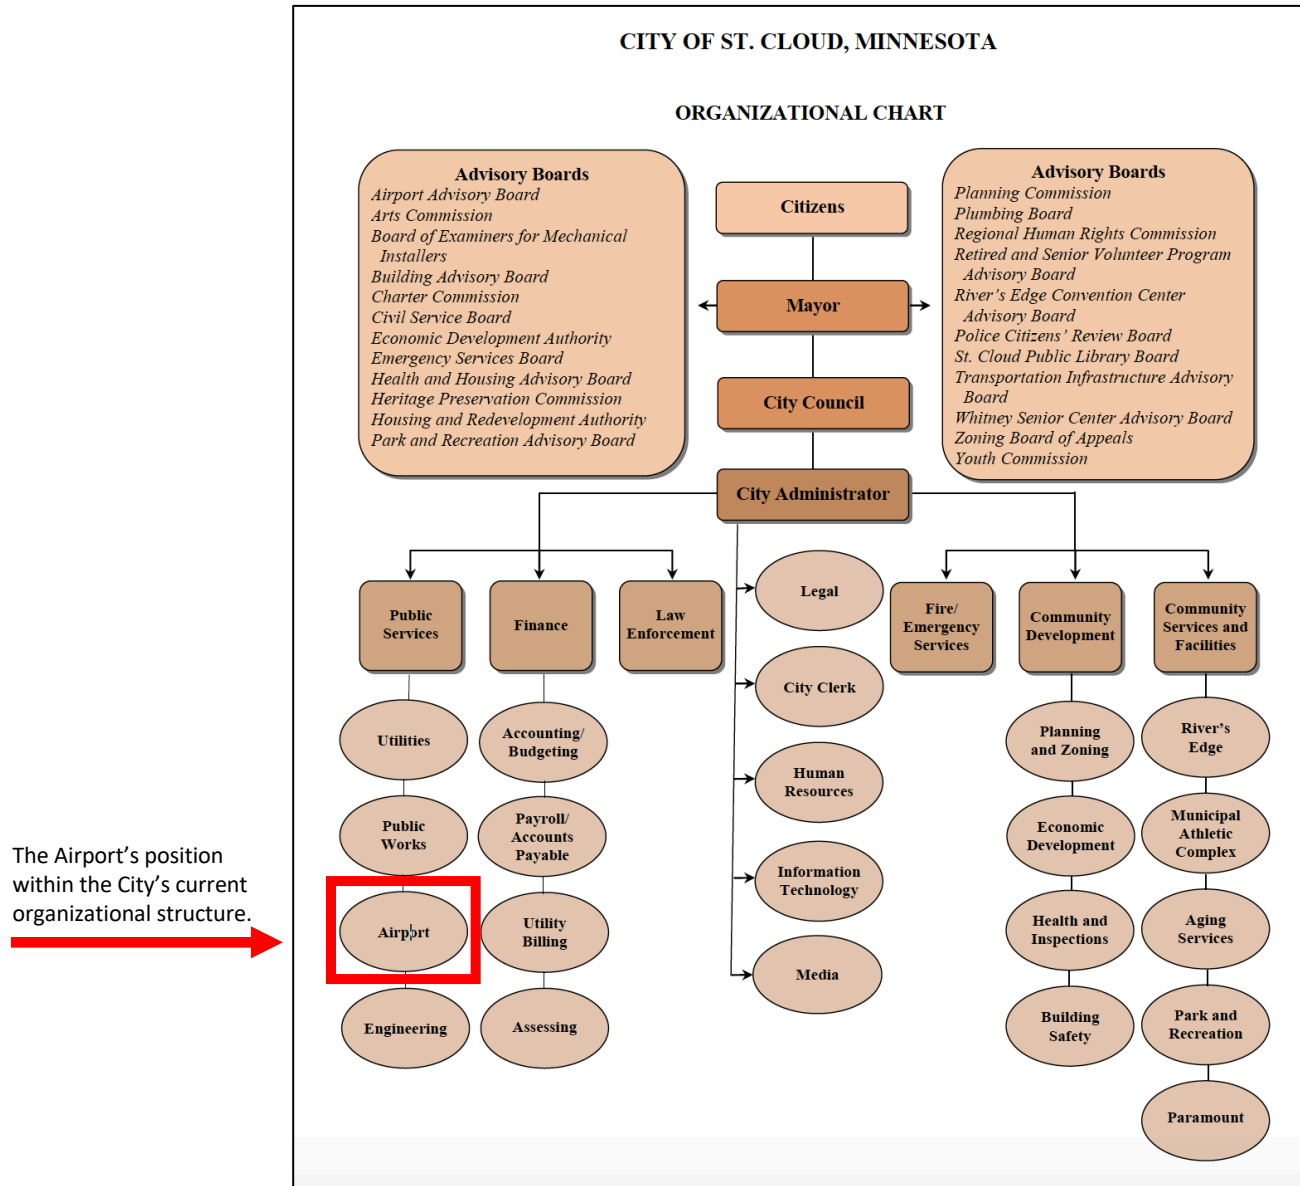 CITY OF ST. CLOUD, MINNESOTA
ORGANIZATIONAL CHART
Advisory Boards
Airport Advisory Board
Arts Commission
Board of Examiners for Mechanical
Installers
Building Advisory Board
Charter Commission
Civil Service Board
Economic Development Authority
Emergency Services Board
Health and Housing Advisory Board
Heritage Preservation Commission
Housing and Redevelopment Authority
Park and Recreation Advisory Board
Citizens
Mayor
City Council
City Administrator
Advisory Boards
Planning Commission
Plumbing Board
Regional Human Rights Commission
Retired and Senior Volunteer Program
Advisory Board
River's Edge Convention Center
Advisory Board
Police Citizens' Review Board
St. Cloud Public Library Board
Transportation Infrastructure Advisory
Board
Whitney Senior Center Advisory Board
Zoning Board of Appeals
Youth Commission
Public
Services
Utilities
Public
Works
Airport
Engineering
Finance
Accounting/
Budgeting
Payroll/
Accounts
Payable
Utility
Billing
Assessing
Law
Enforcement
Legal
City Clerk
Human
Resources
Information
Technology
Media
Fire/
Emergency
Services
Community
Development
Planning
and Zoning
Economic
Development
Health and
Inspections
Building
Safety
Community
Services and
Facilities
River's
Edge
Municipal
Athletic
Complex
Aging
Services
Park and
Recreation
Paramount
The Airport's position
within the City's current
organizational structure.